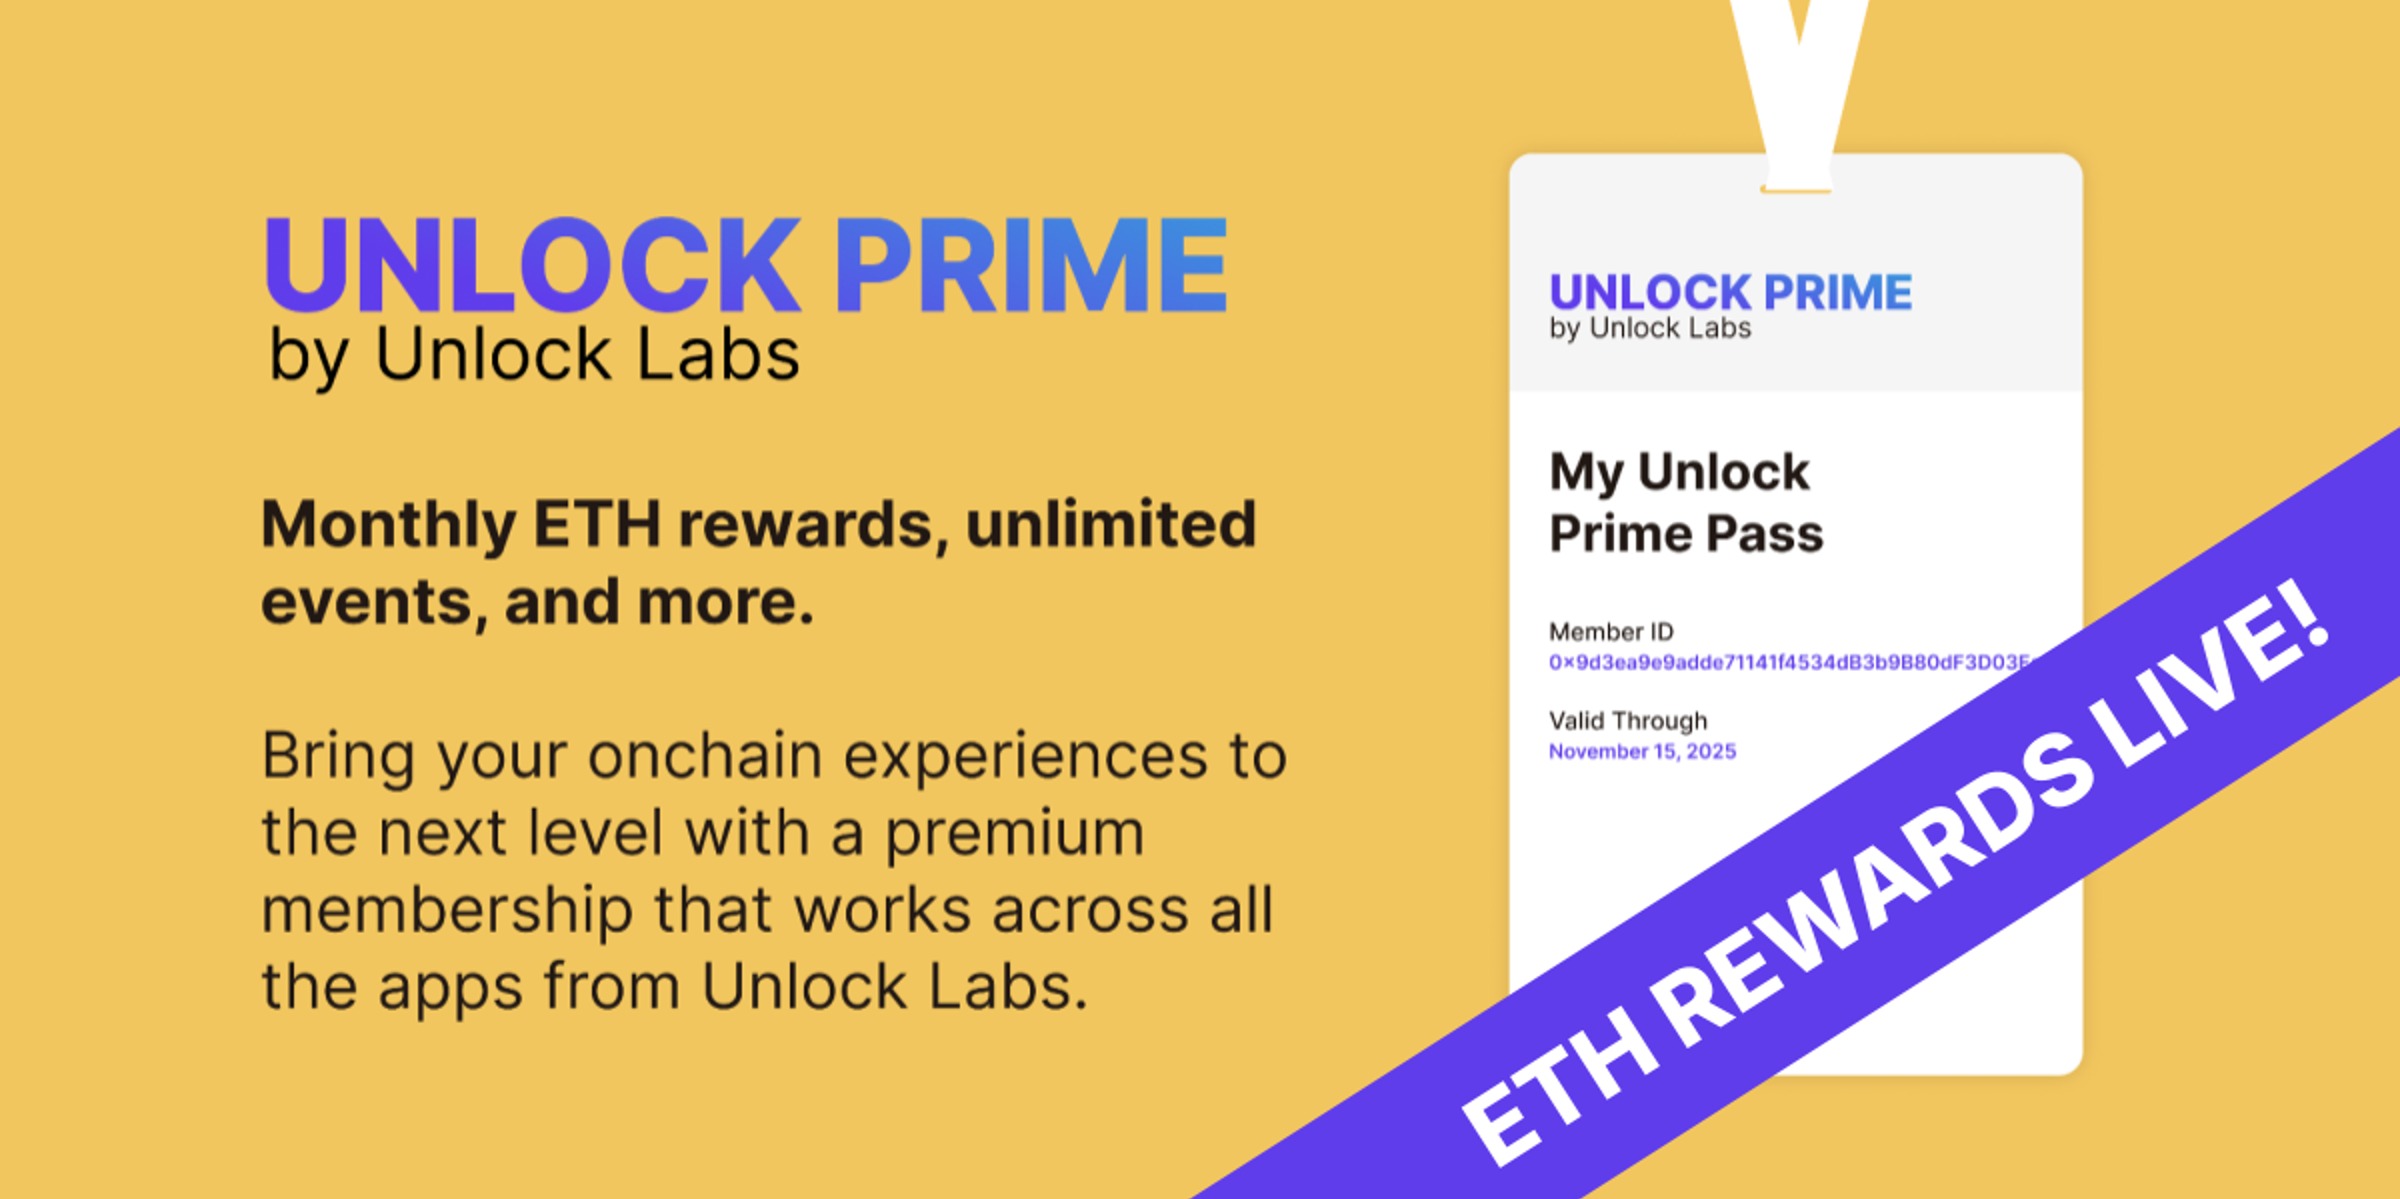 UNLOCK PRIME
by Unlock Labs
Monthly ETH rewards, unlimited
events, and more.
Bring your onchain experiences to
the next level with a premium
membership that works across all
the apps from Unlock Labs.
UNLOCK PRIME
by Unlock Labs
My Unlock
Prime Pass
Member ID
0×9d3ea9e9adde71141f4534dB3b9B80dF3D03E
Valid Through
November 15, 2025
ETH REWARDS LIVE!